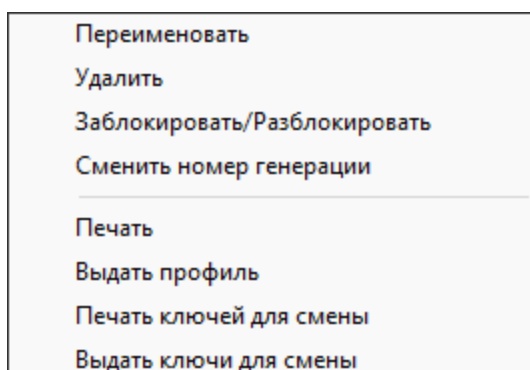 Переименовать
Удалить
Заблокировать/Разблокировать
Сменить номер генерации
Печать
Выдать профиль
Печать ключей для смены
Выдать ключи для смены